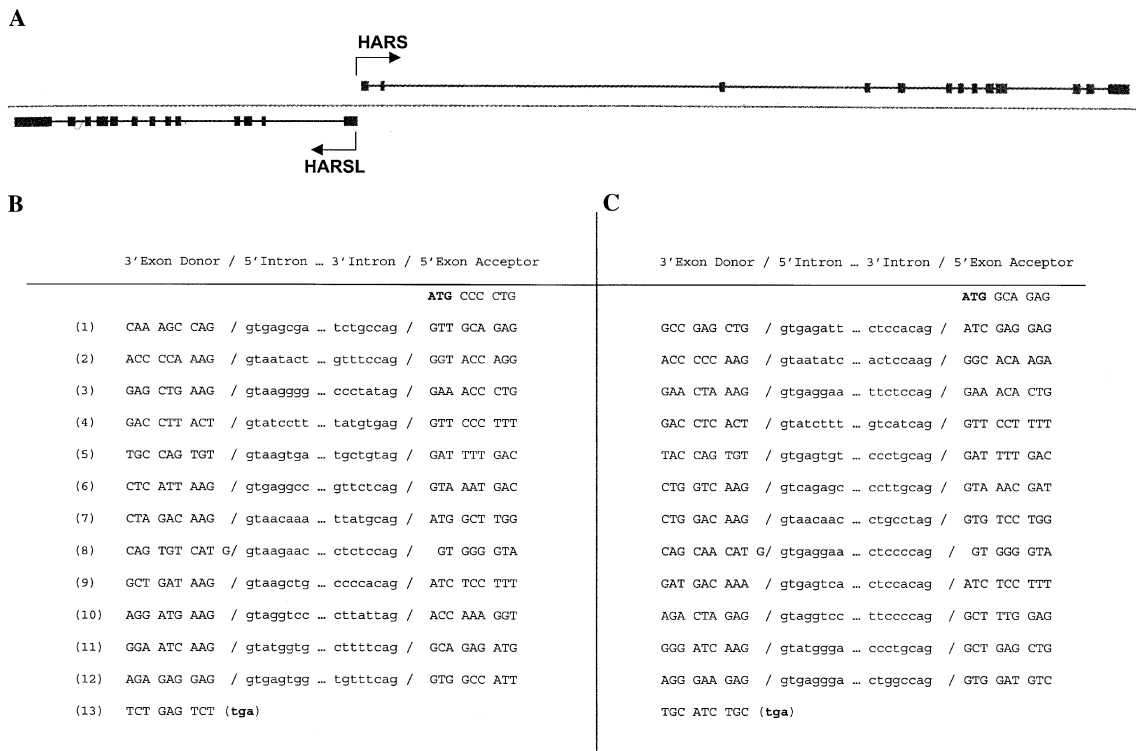 A
HARS
HARSL
B
3'Exon Donor / 5'Intron … 3'Intron / 5'Exon Acceptor
ATG CCC CTG
(1) CAA AGC CAG / gtgagcga … tctgccag / GTT GCA GAG
(2) ACC CCA AAG / gtaatact … gtttccag / GGT ACC AGG
(3) GAG CTG AAG / gtaagggg … ccctatag / GAA ACC CTG
(4) GAC CTT ACT / gtatcctt … tatgtgag / GTT CCC TTT
(5) TGC CAG TGT / gtaagtga … tgctgtag / GAT TTT GAC
(6) CTC ATT AAG / gtgaggcc … gttctcag / GTA AAT GAC
(7) CTA GAC AAG / gtaacaaa … ttatgcag / ATG GCT TGG
(8) CAG TGT CAT G/ gtaagaac … ctctccag / GT GGG GTA
(9) GCT GAT AAG / gtaagctg … ccccacag / ATC TCC TTT
(10) AGG ATG AAG / gtaggtcc … cttattag / ACC AAA GGT
(11) GGA ATC AAG / gtatggtg … cttttcag / GCA GAG ATG
(12) AGA GAG GAG / gtgagtgg … tgtttcag / GTG GCC ATT
(13) TCT GAG TCT (tga)
C
3'Exon Donor / 5'Intron … 3'Intron / 5'Exon Acceptor
ATG GCA GAG
GCC GAG CTG / gtgagatt … ctccacag / ATC GAG GAG
ACC CCC AAG / gtaatatc … actccaag / GGC ACA AGA
GAA CTA AAG / gtgaggaa … ttctccag / GAA ACA CTG
GAC CTC ACT / gtatcttt … gtcatcag / GTT CCT TTT
TAC CAG TGT / gtgagtgt … ccctgcag / GAT TTT GAC
CTG GTC AAG / gtcagagc … ccttgcag / GTA AAC GAT
CTG GAC AAG / gtaacaac … ctgcctag / GTG TCC TGG
CAG CAA CAT G/ gtgaggaa … ctccccag / GT GGG GTA
GAT GAC AAA / gtgagtca … ctccacag / ATC TCC TTT
AGA CTA GAG / gtaggtcc … ttccccag / GCT TTG GAG
GGG ATC AAG / gtatggga … ccctgcag / GCT GAG CTG
AGG GAA GAG / gtgaggga … ctggccag / GTG GAT GTC
TGC ATC TGC (tga)